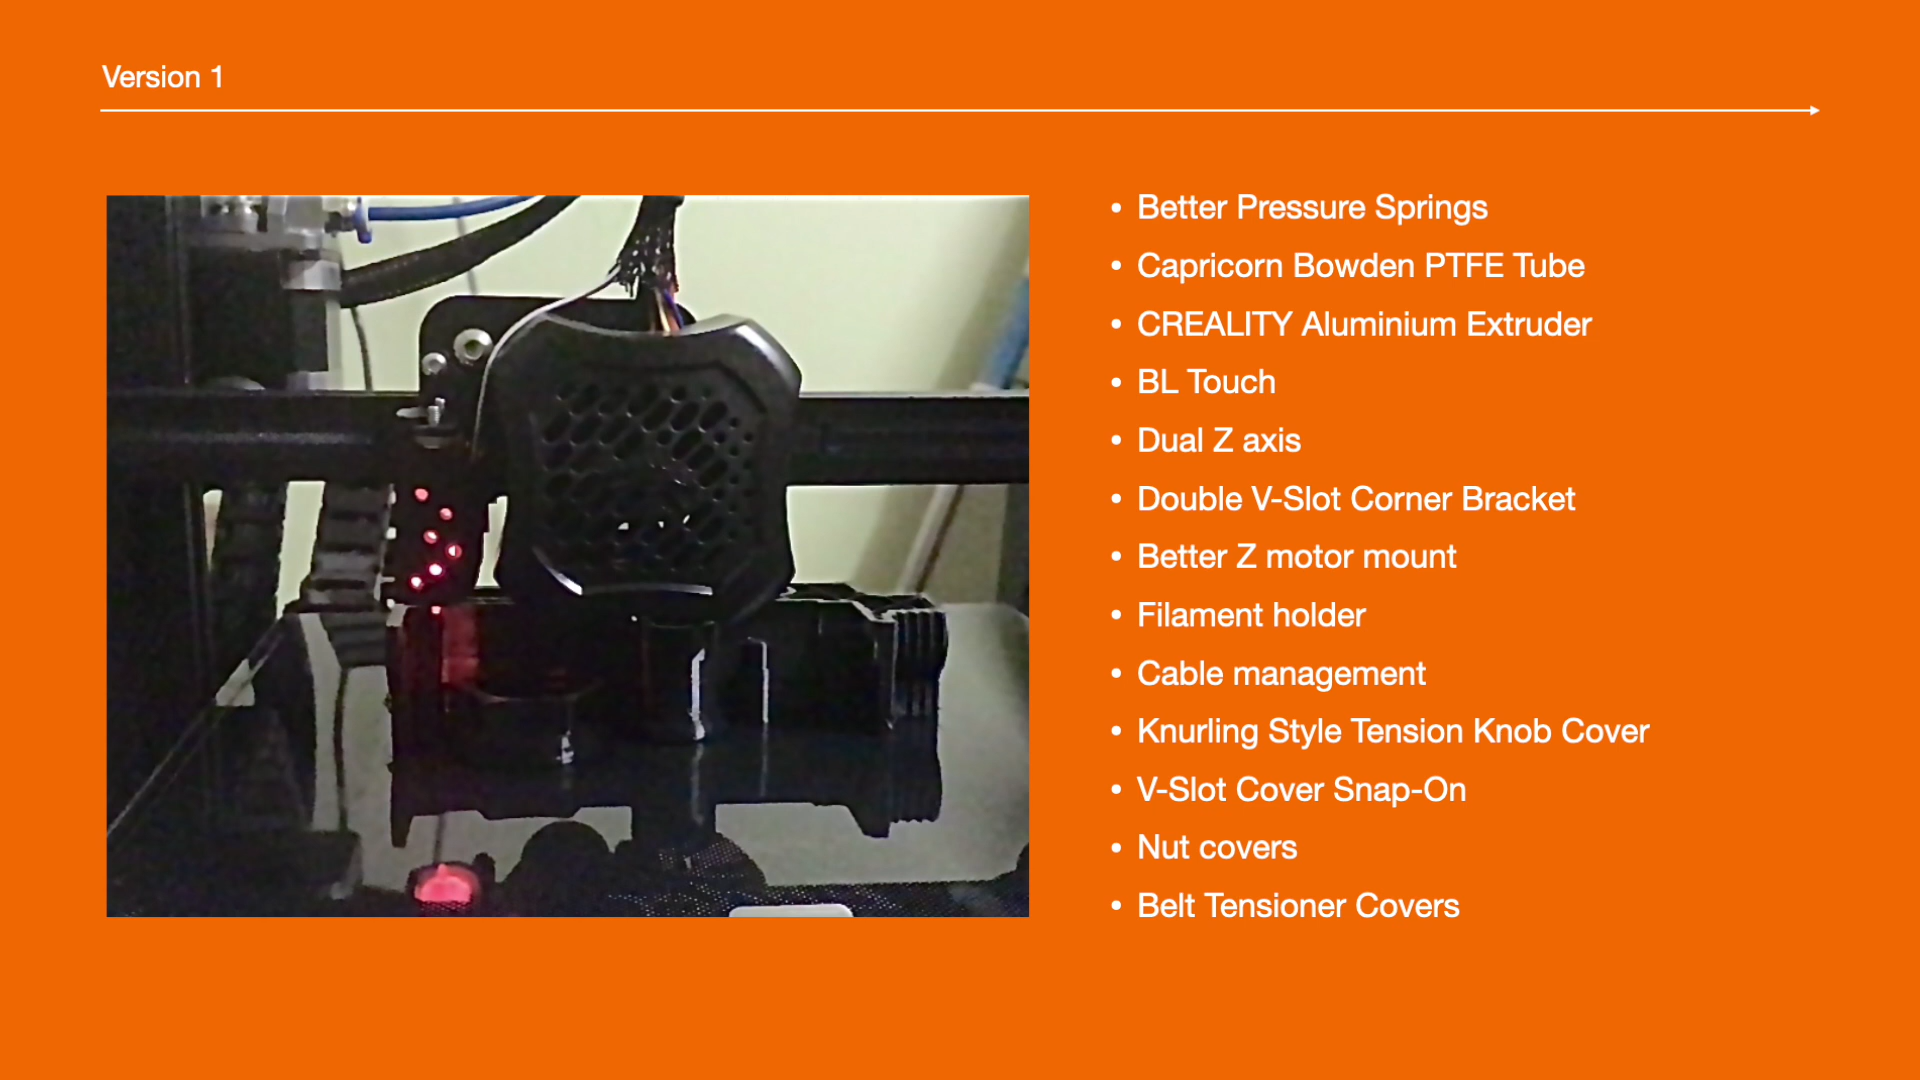 Version 1
• Better Pressure Springs
• Capricorn Bowden PTFE Tube
• CREALITY Aluminium Extruder
• BL Touch
• Dual Z axis
• Double V-Slot Corner Bracket
• Better Z motor mount
• Filament holder
• Cable management
• Knurling Style Tension Knob Cover
• V-Slot Cover Snap-On
• Nut covers
• Belt Tensioner Covers